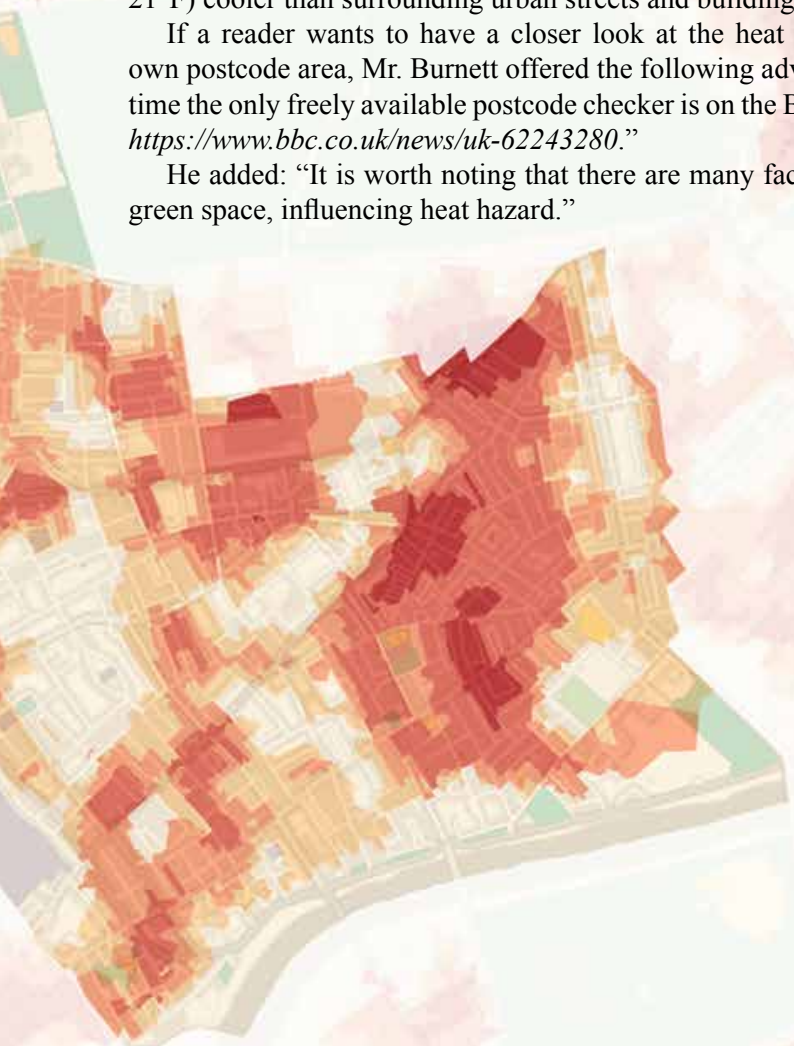 21°F) cooler than surrounding urban streets and building
If a reader wants to have a closer look at the heat
own postcode area, Mr. Burnett offered the following adv
time the only freely available postcode checker is on the B
https://www.bbc.co.uk/news/uk-62243280.”
He added: “It is worth noting that there are many fac
green space, influencing heat hazard.”